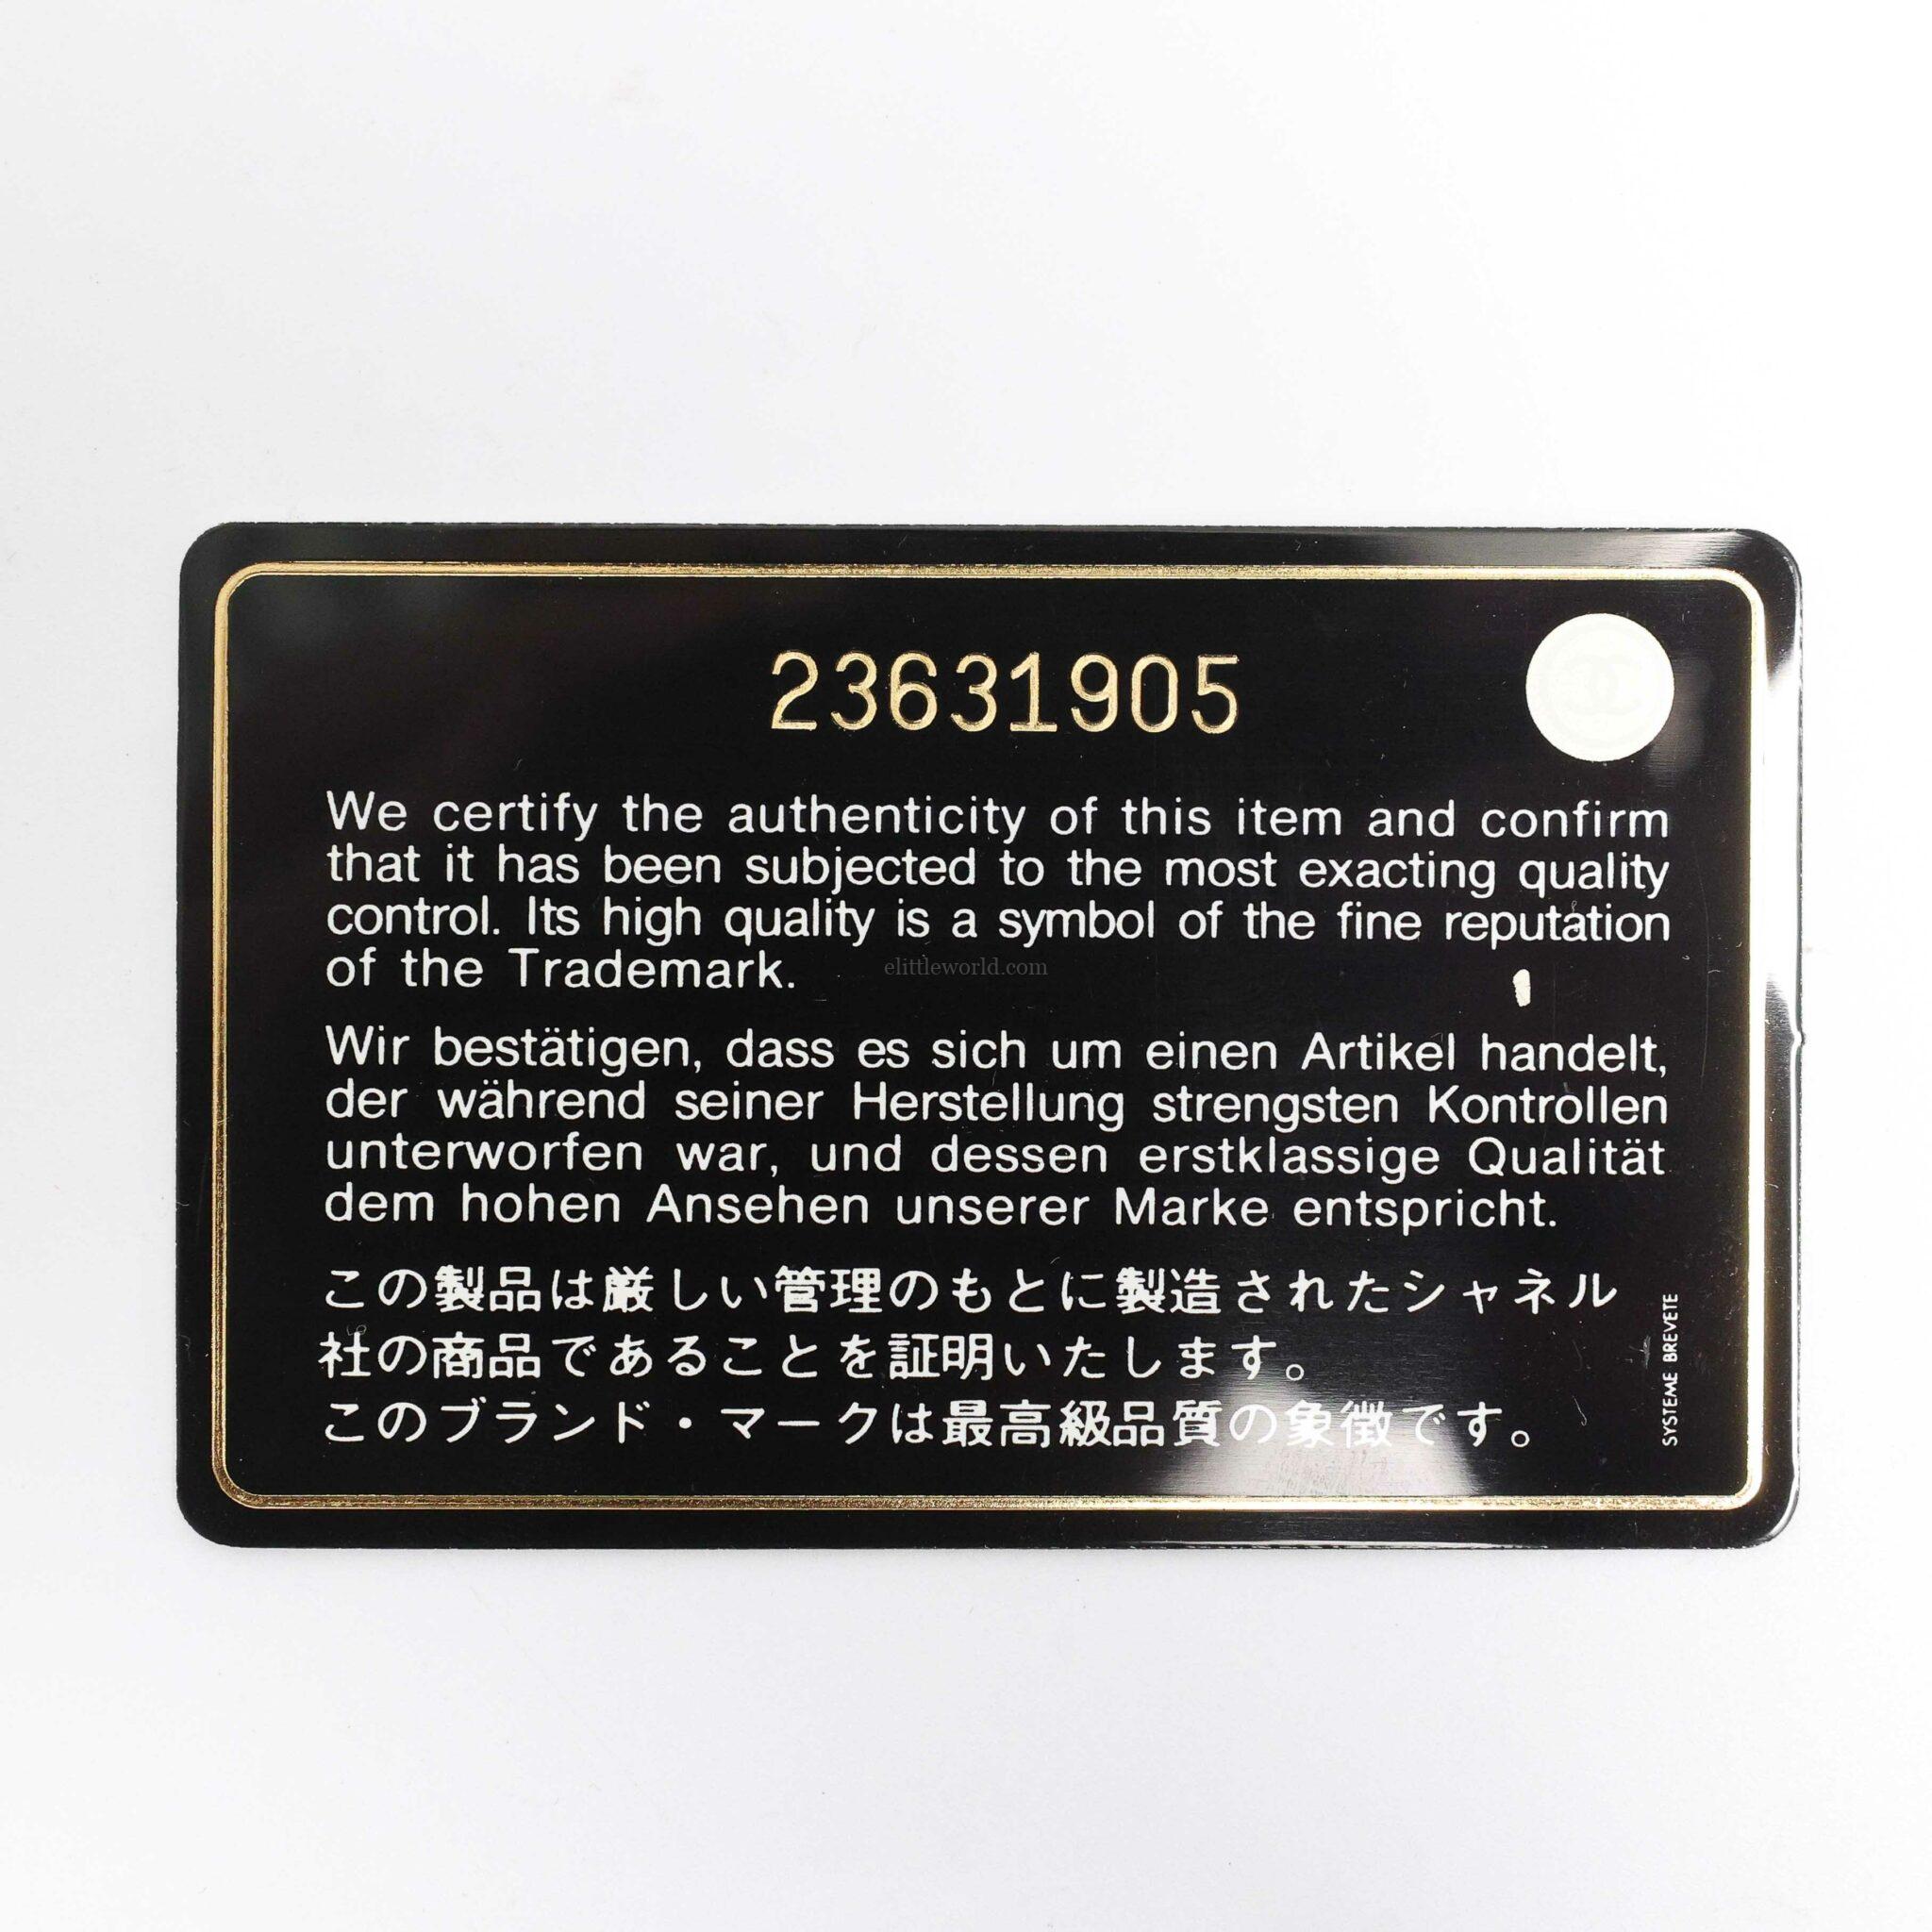 23631905
We certify the authenticity of this item and confirm
that it has been subjected to the most exacting quality
control. Its high quality is a symbol of the fine reputation
of the Trademark.
elittleworld.com
Wir bestätigen, dass es sich um einen Artikel handelt,
der während seiner Herstellung strengsten Kontrollen
unterworfen war, und dessen erstklassige Qualität
dem hohen Ansehen unserer Marke entspricht.
この製品は厳しい管理のもとに製造されたシャネル
社の商品であることを証明いたします。
このブランド・マークは最高級品質の象徴です。
SYSTEME BREVETE